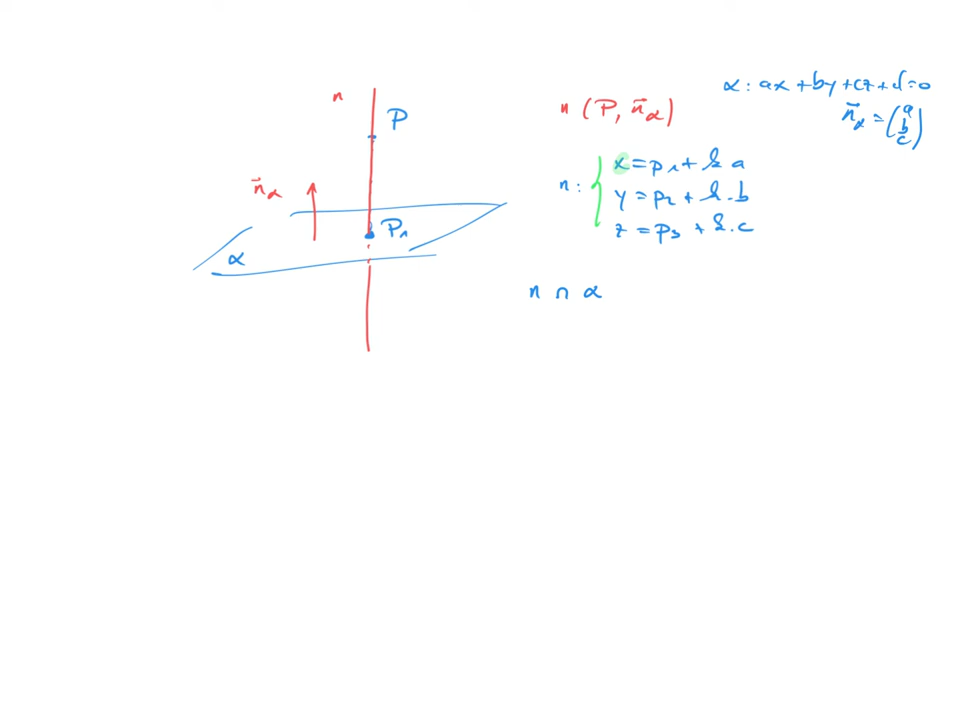 α : ax + by + cz + d = 0
n⃗α = (a b c)
n
P
n (P, n⃗α)
n : { x = p₁ + k a
y = p₂ + k . b
z = p₃ + k . c
n⃗α
P₁
α
n ∩ α